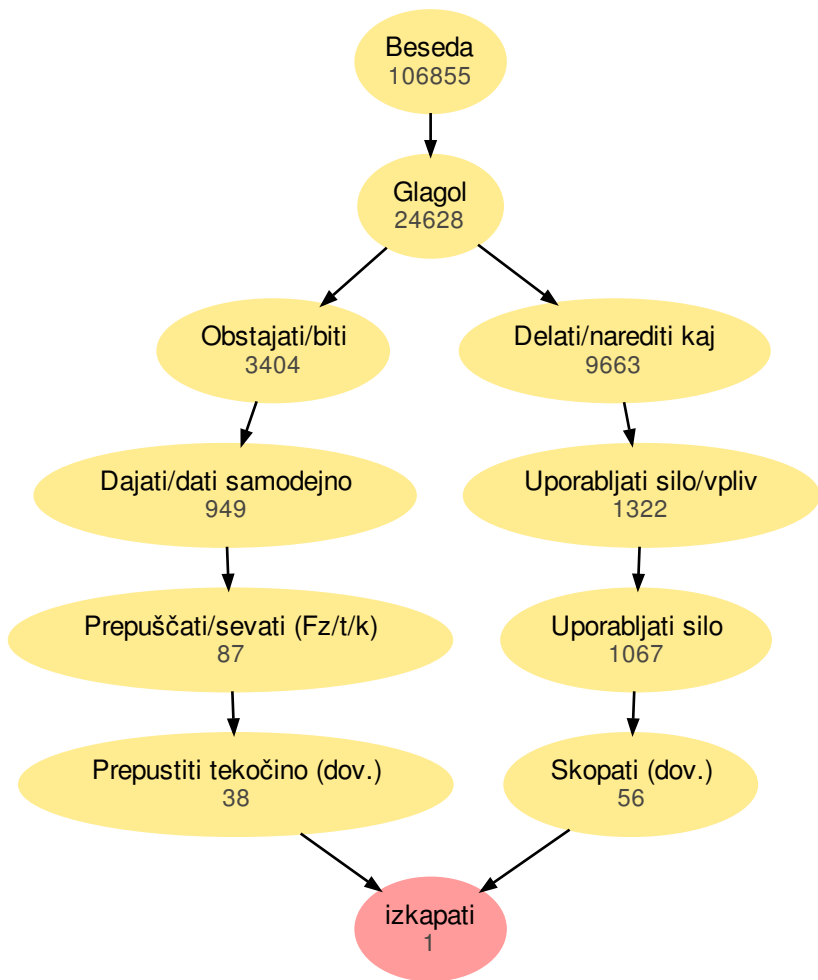 Beseda
106855
Glagol
24628
Obstajati/biti
3404
Delati/narediti kaj
9663
Dajati/dati samodejno
949
Uporabljati silo/vpliv
1322
Prepuščati/sevati (Fz/t/k)
87
Uporabljati silo
1067
Prepustiti tekočino (dov.)
38
Skopati (dov.)
56
izkapati
1